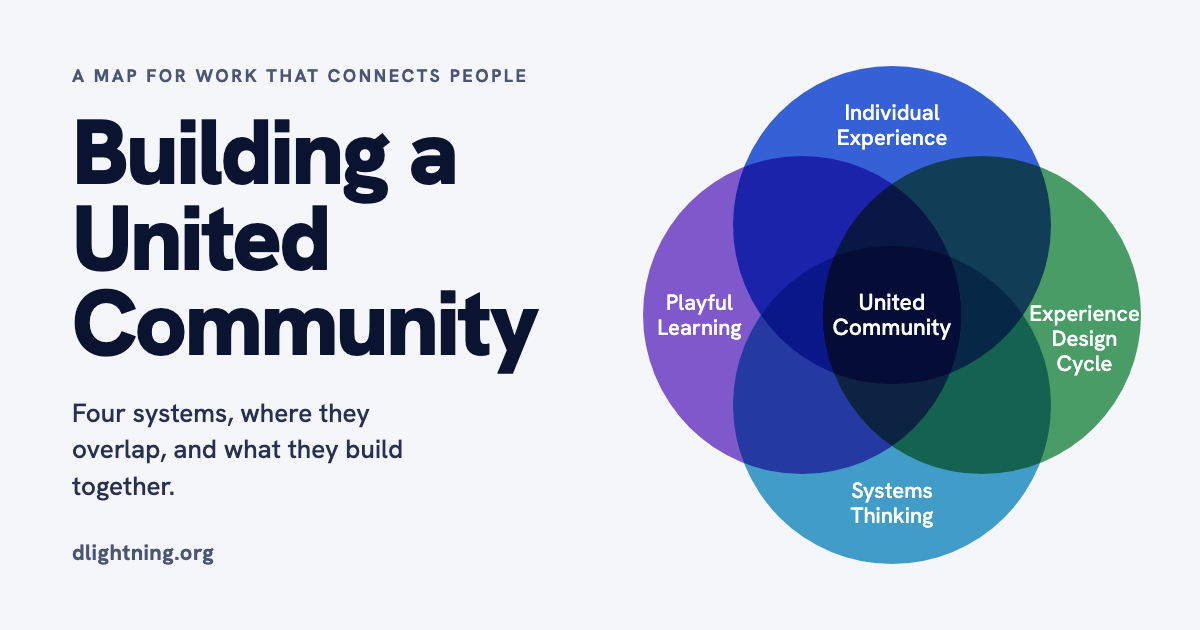 A MAP FOR WORK THAT CONNECTS PEOPLE
Building a
United
Community
Four systems, where they
overlap, and what they build
together.
dlightning.org
Individual
Experience
Playful
Learning
United
Community
Experience
Design
Cycle
Systems
Thinking